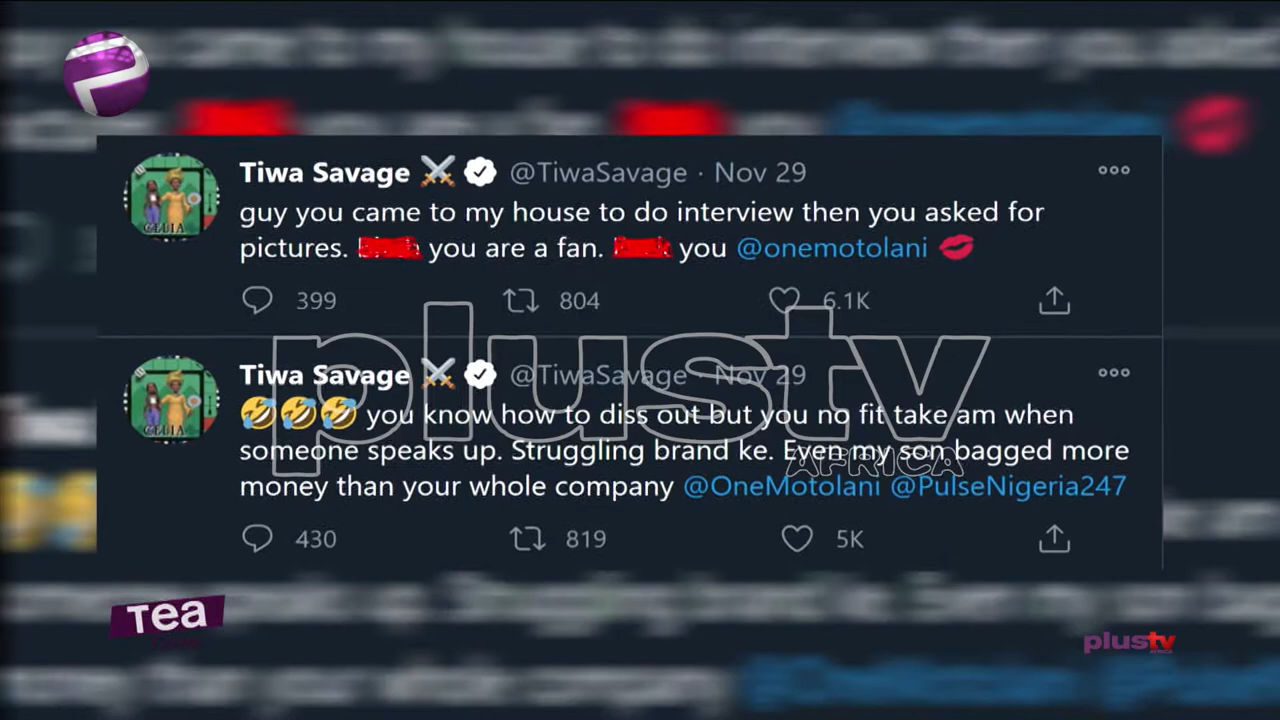 Tiwa Savage ⚔️ @TiwaSavage · Nov 29
guy you came to my house to do interview then you asked for
pictures. you are a fan. you @onemotolani 💋
399 804 6.1K
Tiwa Savage ⚔️ @TiwaSavage · Nov 29
🤣🤣🤣 you know how to diss out but you no fit take am when
someone speaks up. Struggling brand ke. Even my son bagged more
money than your whole company @OneMotolani @PulseNigeria247
430 819 5K
plustv
AFRICA
CELIA
CELIA
Tea
plustv
AFRICA